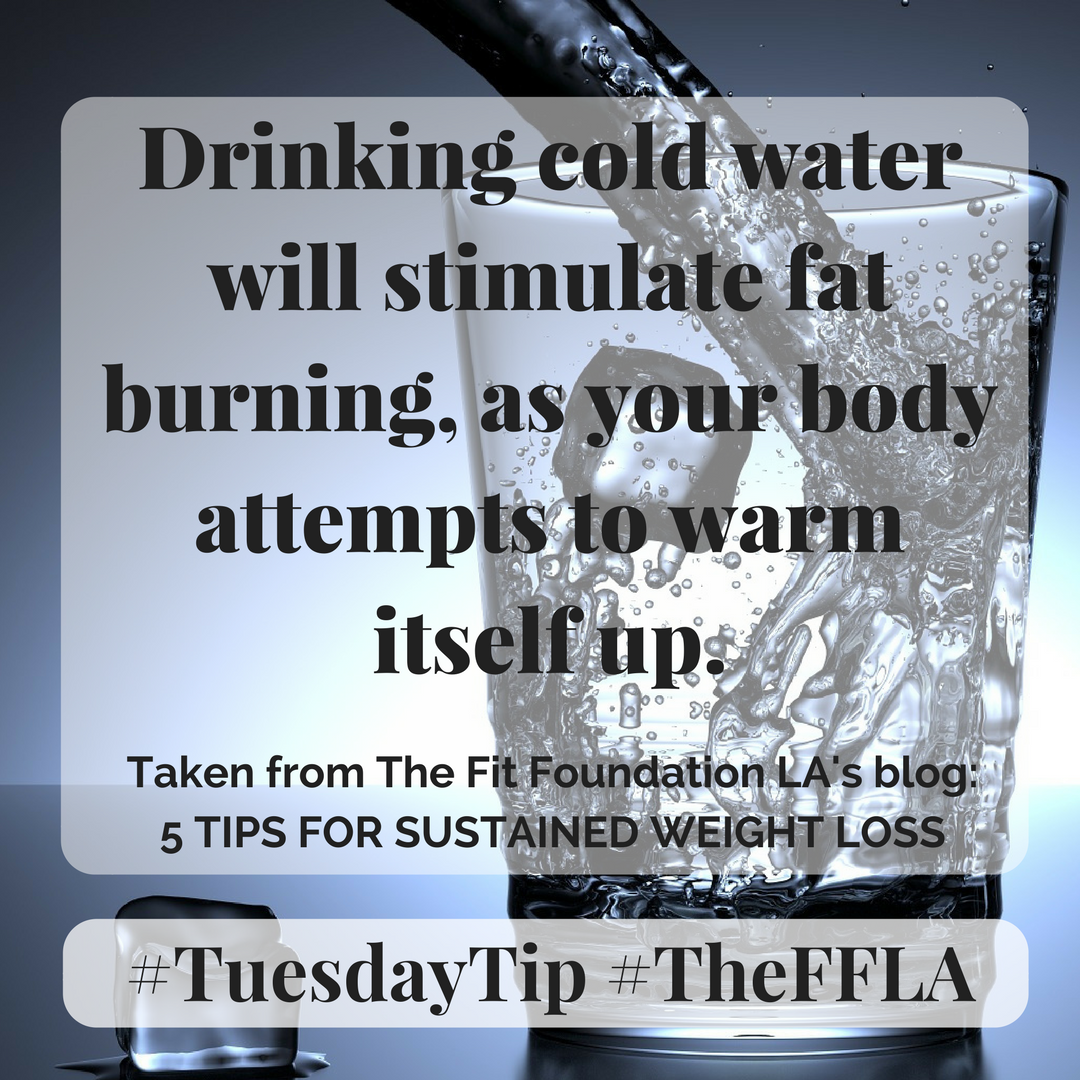 Drinking cold water
will stimulate fat
burning, as your body
attempts to warm
itself up.
Taken from The Fit Foundation LA's blog:
5 TIPS FOR SUSTAINED WEIGHT LOSS
#TuesdayTip #TheFFLA